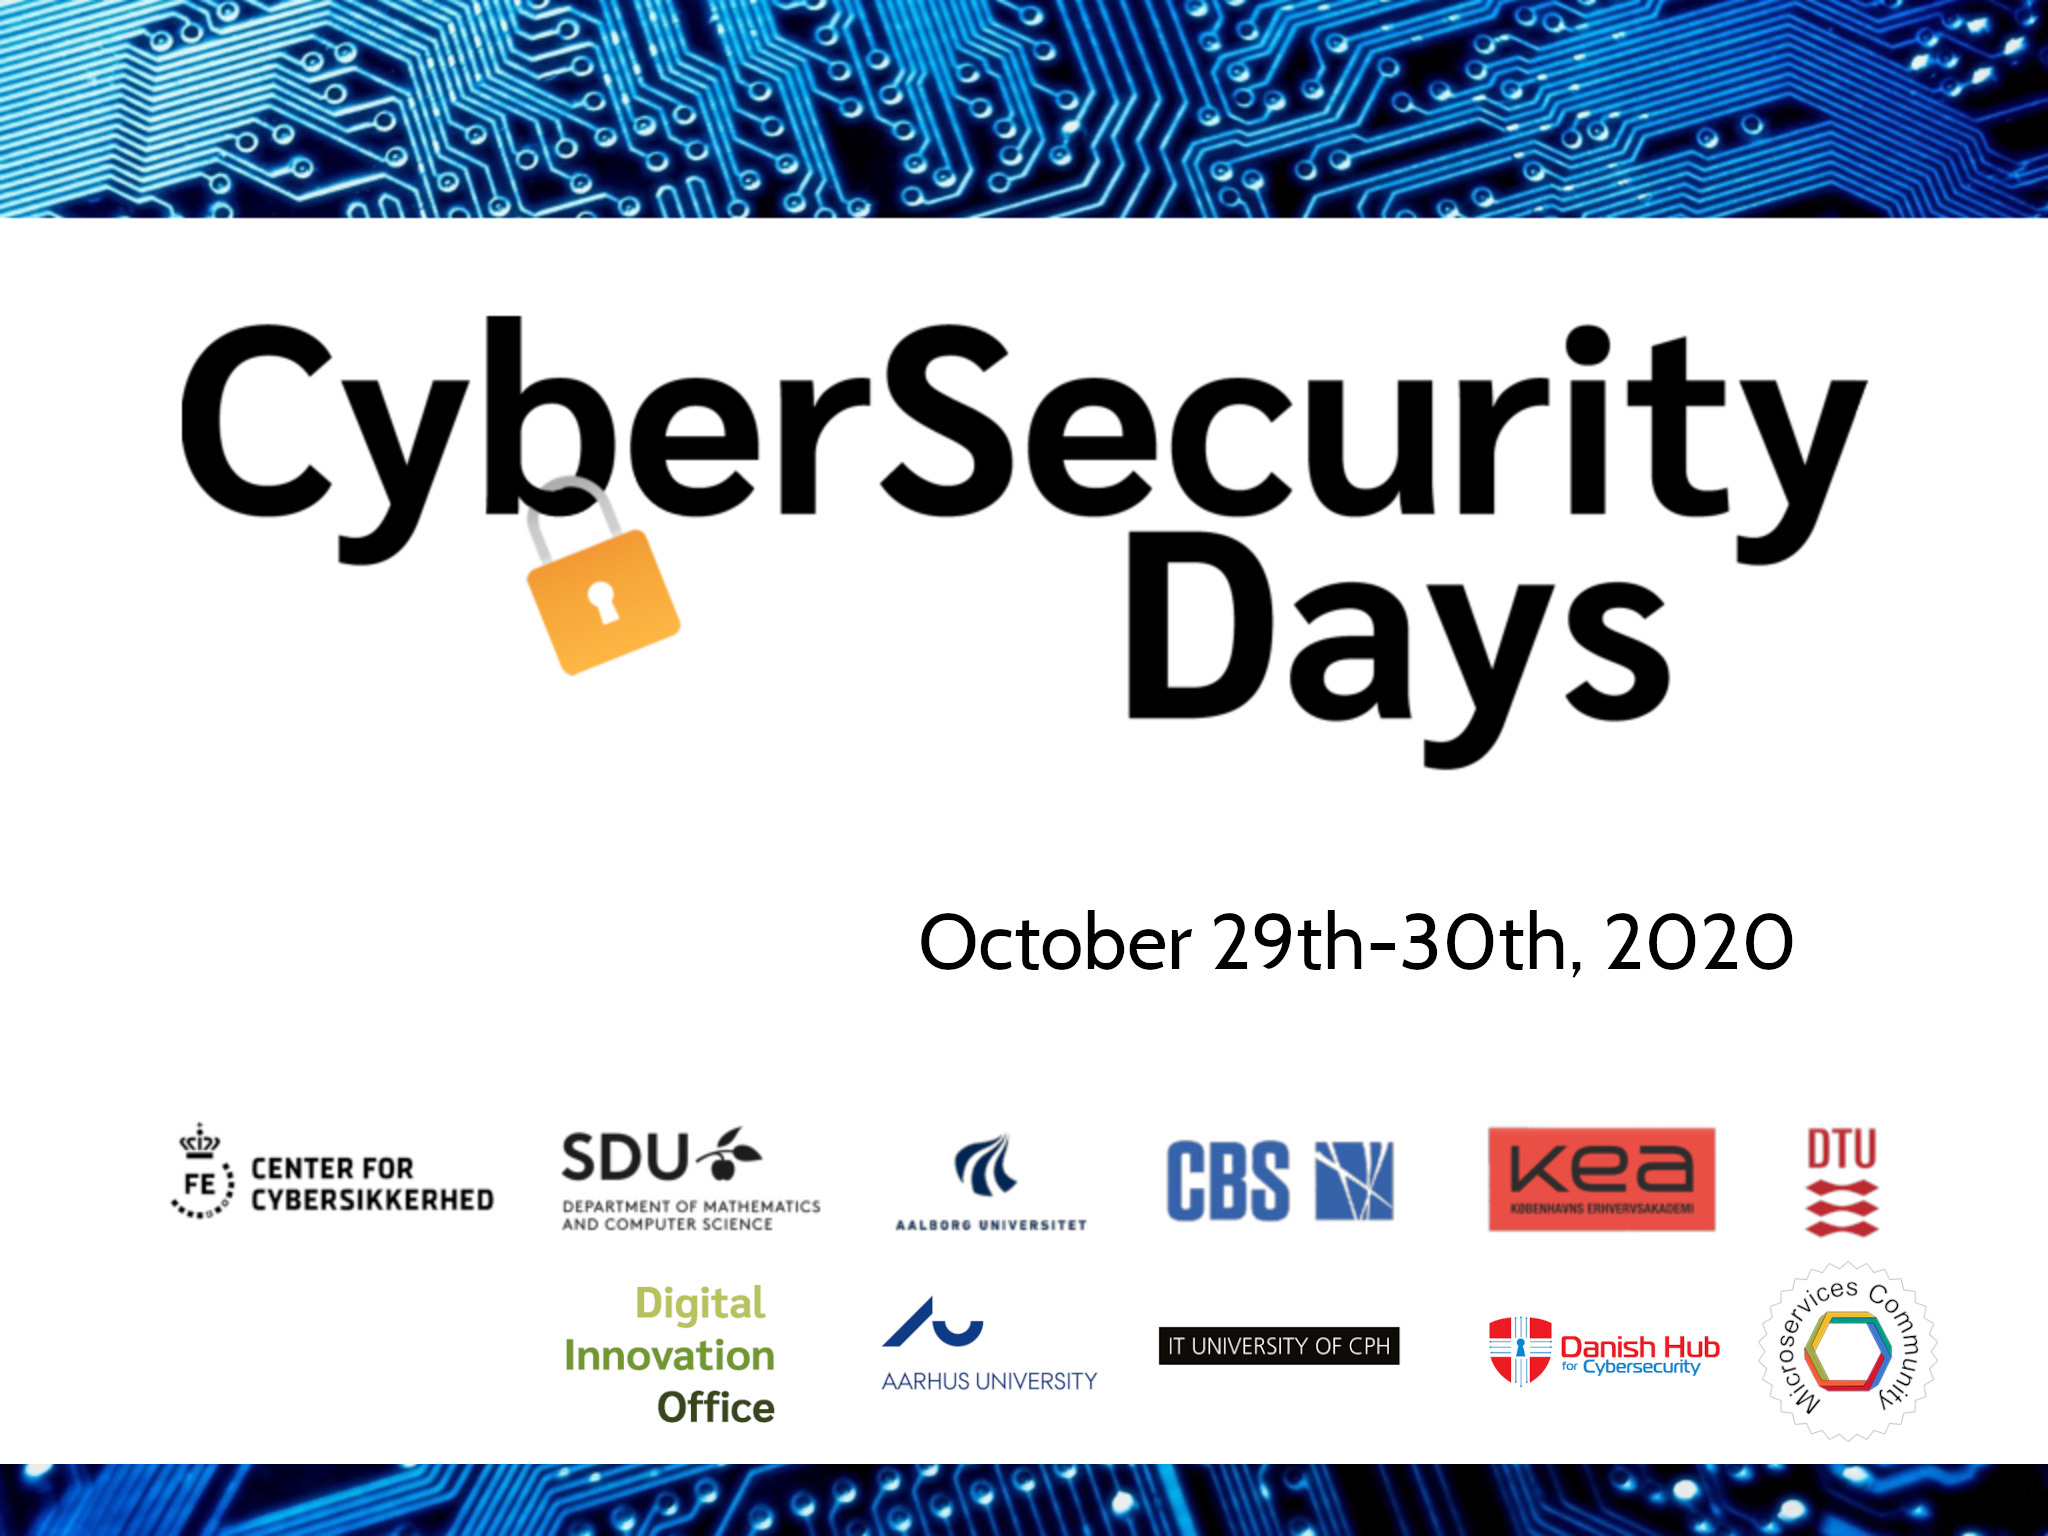 CyberSecurity
Days
October 29th-30th, 2020
FE
CENTER FOR
CYBERSIKKERHED
SDU
DEPARTMENT OF MATHEMATICS
AND COMPUTER SCIENCE
AALBORG UNIVERSITET
CBS
kea
KØBENHAVNS ERHVERVSAKADEMI
DTU
Digital
Innovation
Office
AARHUS UNIVERSITY
IT UNIVERSITY OF CPH
Danish Hub
for Cybersecurity
Microservices Community